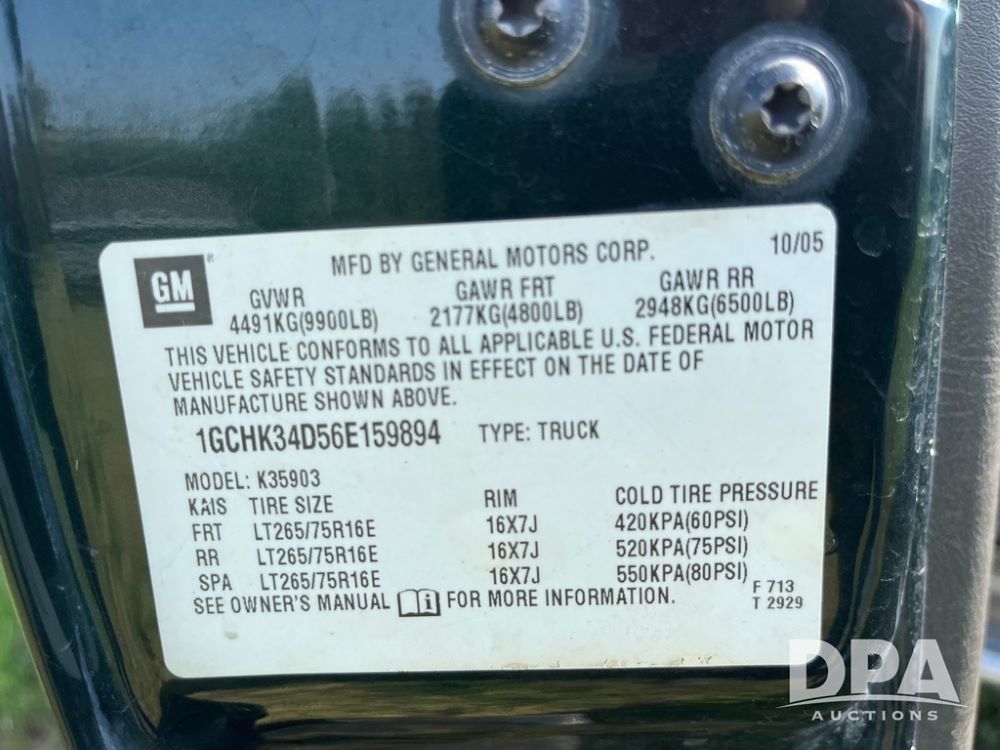 GM®
MFD BY GENERAL MOTORS CORP. 10/05
GVWR GAWR FRT GAWR RR
4491KG(9900LB) 2177KG(4800LB) 2948KG(6500LB)
THIS VEHICLE CONFORMS TO ALL APPLICABLE U.S. FEDERAL MOTOR
VEHICLE SAFETY STANDARDS IN EFFECT ON THE DATE OF
MANUFACTURE SHOWN ABOVE.
1GCHK34D56E159894 TYPE: TRUCK
MODEL: K35903
KAIS TIRE SIZE RIM COLD TIRE PRESSURE
FRT LT265/75R16E 16X7J 420KPA(60PSI)
RR LT265/75R16E 16X7J 520KPA(75PSI)
SPA LT265/75R16E 16X7J 550KPA(80PSI)
SEE OWNER'S MANUAL i FOR MORE INFORMATION.
F 713
T 2929
DPA
AUCTIONS